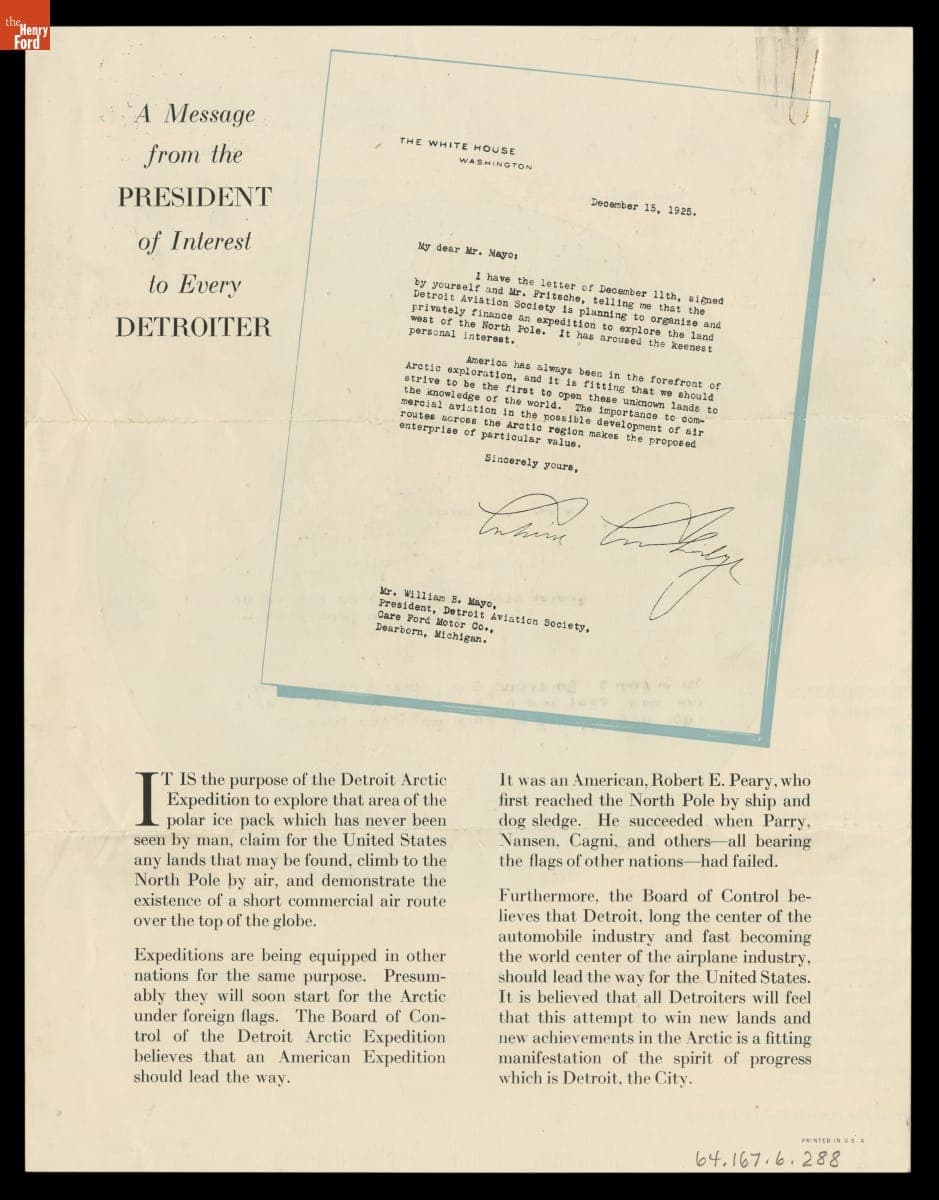 the
Henry
Ford
A Message
from the
PRESIDENT
of Interest
to Every
DETROITER
THE WHITE HOUSE
WASHINGTON
December 15, 1925.
My dear Mr. Mayo:
I have the letter of December 11th, signed
by yourself and Mr. Fritsche, telling me that the
Detroit Aviation Society is planning to organize and
privately finance an expedition to explore the land
west of the North Pole. It has aroused the keenest
personal interest.
America has always been in the forefront of
Arctic exploration, and it is fitting that we should
strive to be the first to open these unknown lands to
the knowledge of the world. The importance to com-
mercial aviation in the possible development of air
routes across the Arctic region makes the proposed
enterprise of particular value.
Sincerely yours,
Calvin Coolidge
Mr. William B. Mayo,
President, Detroit Aviation Society,
Care Ford Motor Co.,
Dearborn, Michigan.
IT IS the purpose of the Detroit Arctic
Expedition to explore that area of the
polar ice pack which has never been
seen by man, claim for the United States
any lands that may be found, climb to the
North Pole by air, and demonstrate the
existence of a short commercial air route
over the top of the globe.
Expeditions are being equipped in other
nations for the same purpose. Presum-
ably they will soon start for the Arctic
under foreign flags. The Board of Con-
trol of the Detroit Arctic Expedition
believes that an American Expedition
should lead the way.
It was an American, Robert E. Peary, who
first reached the North Pole by ship and
dog sledge. He succeeded when Parry,
Nansen, Cagni, and others—all bearing
the flags of other nations—had failed.
Furthermore, the Board of Control be-
lieves that Detroit, long the center of the
automobile industry and fast becoming
the world center of the airplane industry,
should lead the way for the United States.
It is believed that all Detroiters will feel
that this attempt to win new lands and
new achievements in the Arctic is a fitting
manifestation of the spirit of progress
which is Detroit, the City.
PRINTED IN U S A
64.167.6.288